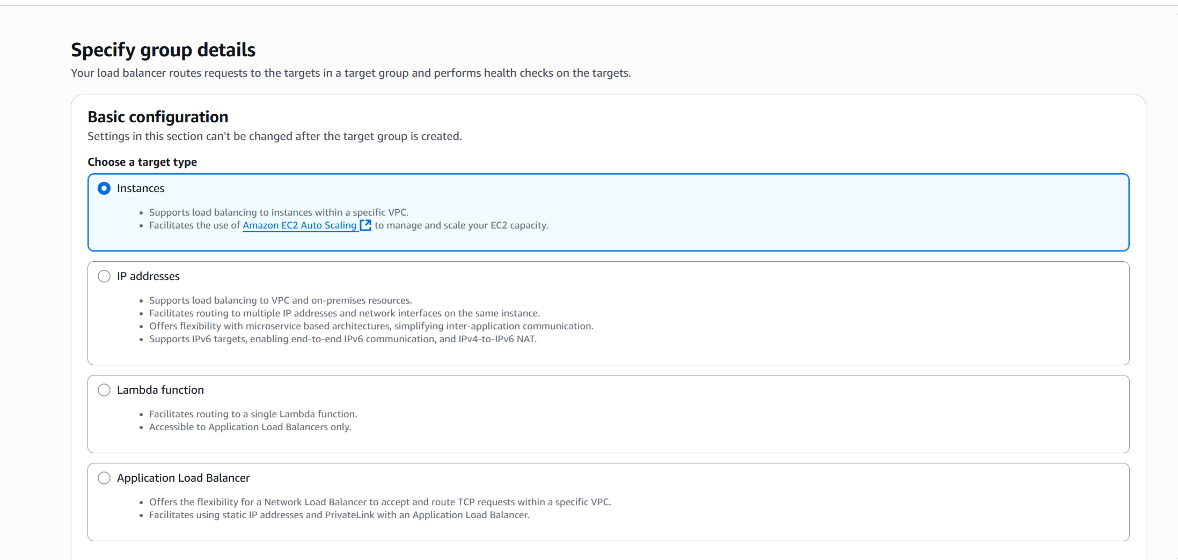 Specify group details
Your load balancer routes requests to the targets in a target group and performs health checks on the targets.
Basic configuration
Settings in this section can't be changed after the target group is created.
Choose a target type
Instances
• Supports load balancing to instances within a specific VPC.
• Facilitates the use of Amazon EC2 Auto Scaling to manage and scale your EC2 capacity.
IP addresses
• Supports load balancing to VPC and on-premises resources.
• Facilitates routing to multiple IP addresses and network interfaces on the same instance.
• Offers flexibility with microservice based architectures, simplifying inter-application communication.
• Supports IPv6 targets, enabling end-to-end IPv6 communication, and IPv4-to-IPv6 NAT.
Lambda function
• Facilitates routing to a single Lambda function.
• Accessible to Application Load Balancers only.
Application Load Balancer
• Offers the flexibility for a Network Load Balancer to accept and route TCP requests within a specific VPC.
• Facilitates using static IP addresses and PrivateLink with an Application Load Balancer.